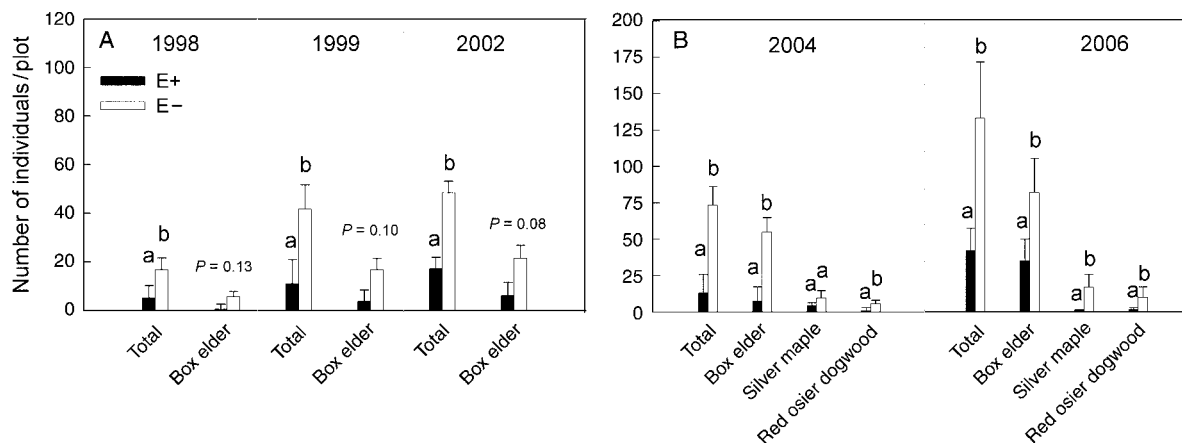 Number of individuals/plot
120
100
80
60
40
20
0
A
1998
1999
2002
E+
E−
a
b
P = 0.13
a
b
P = 0.10
a
b
P = 0.08
Total
Box elder
Total
Box elder
Total
Box elder
200
175
150
125
100
75
50
25
0
B
2004
2006
a
b
a
b
a
a
a
b
a
b
a
b
a
b
a
b
Total
Box elder
Silver maple
Red osier dogwood
Total
Box elder
Silver maple
Red osier dogwood